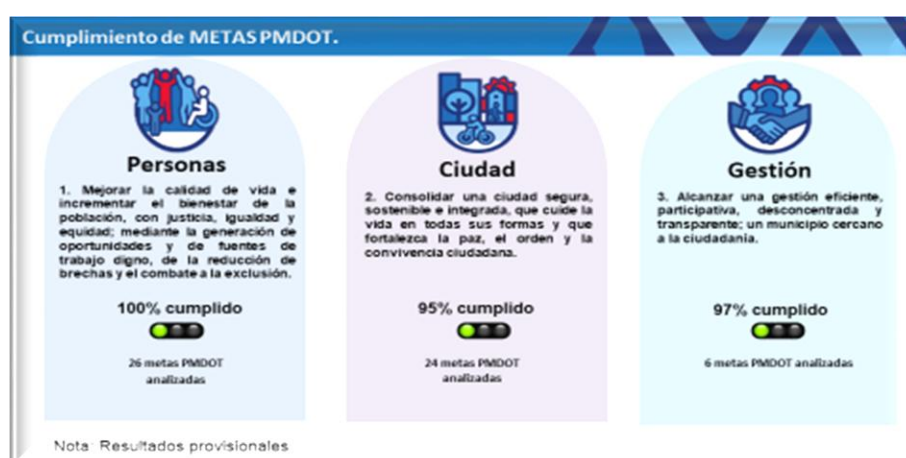 Cumplimiento de METAS PMDOT.
Personas
1. Mejorar la calidad de vida e
incrementar el bienestar de la
población, con justicia, igualdad y
equidad; mediante la generación de
oportunidades y de fuentes de
trabajo digno, de la reducción de
brechas y el combate a la exclusión.
100% cumplido
26 metas PMDOT
analizadas
Ciudad
2. Consolidar una ciudad segura,
sostenible e integrada, que cuide la
vida en todas sus formas y que
fortalezca la paz, el orden y la
convivencia ciudadana.
95% cumplido
24 metas PMDOT
analizadas
Gestión
3. Alcanzar una gestión eficiente,
participativa, desconcentrada y
transparente; un municipio cercano
a la ciudadanía.
97% cumplido
6 metas PMDOT analizadas
Nota: Resultados provisionales